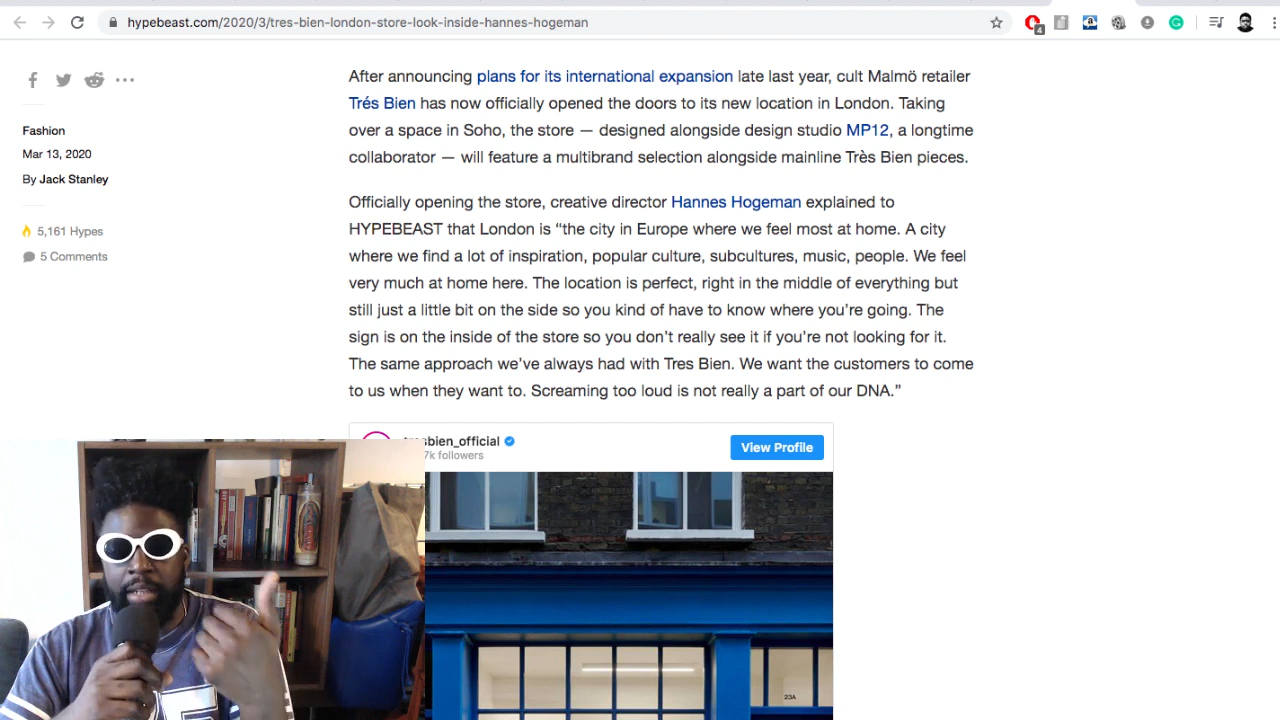 hypebeast.com/2020/3/tres-bien-london-store-look-inside-hannes-hogeman
4
Fashion
Mar 13, 2020
By Jack Stanley
5,161 Hypes
5 Comments
After announcing plans for its international expansion late last year, cult Malmö retailer
Trés Bien has now officially opened the doors to its new location in London. Taking
over a space in Soho, the store — designed alongside design studio MP12, a longtime
collaborator — will feature a multibrand selection alongside mainline Très Bien pieces.
Officially opening the store, creative director Hannes Hogeman explained to
HYPEBEAST that London is “the city in Europe where we feel most at home. A city
where we find a lot of inspiration, popular culture, subcultures, music, people. We feel
very much at home here. The location is perfect, right in the middle of everything but
still just a little bit on the side so you kind of have to know where you’re going. The
sign is on the inside of the store so you don’t really see it if you’re not looking for it.
The same approach we’ve always had with Tres Bien. We want the customers to come
to us when they want to. Screaming too loud is not really a part of our DNA.”
tresbien_official
7k followers
View Profile
23A